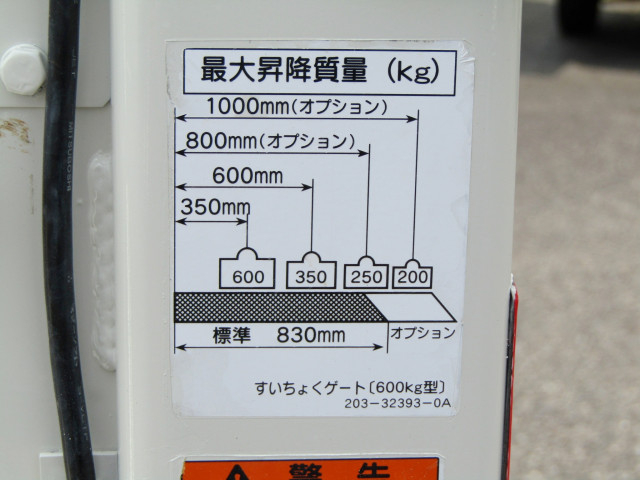 最大昇降質量 (kg)
1000mm(オプション)
800mm(オプション)
600mm
350mm
600 350 250 200
標準 830mm オプション
すいちょくゲート〔600kg型〕
203-32393-0A
警告